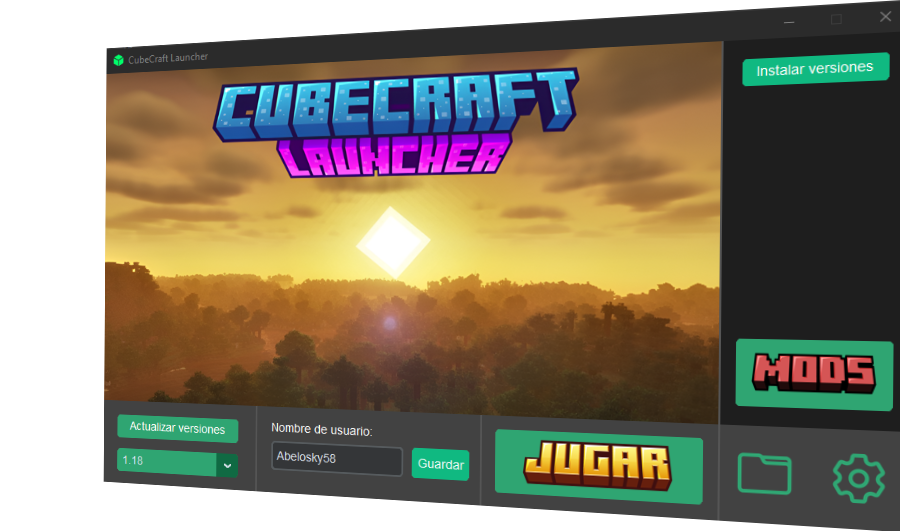 CubeCraft Launcher
CUBECRAFT
LAUNCHER
Instalar versiones
MODS
Actualizar versiones
1.18
Nombre de usuario:
Abelosky58
Guardar
JUGAR